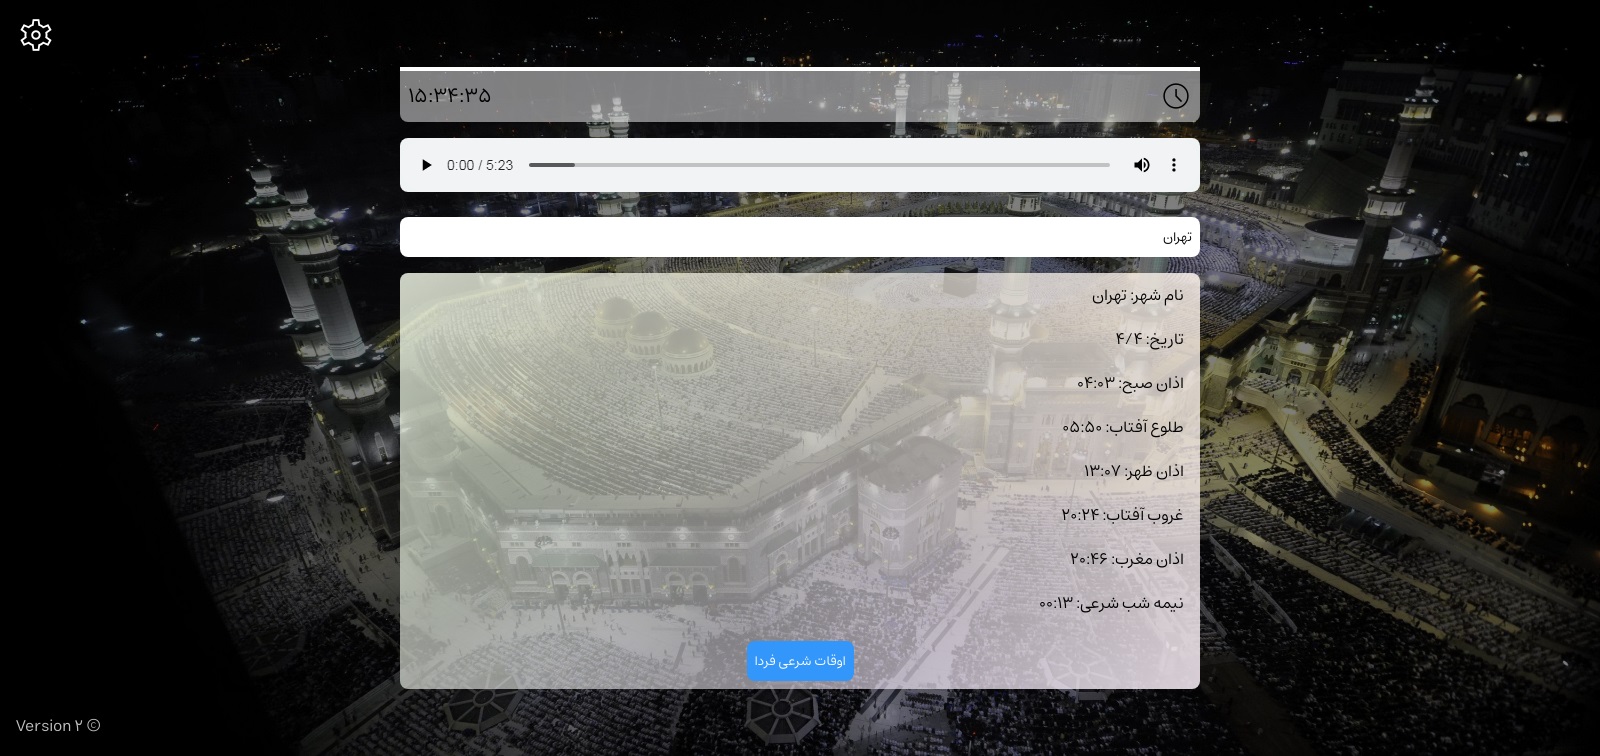 ۱۵:۳۴:۳۵
0:00 / 5:23
تهران
نام شهر: تهران
تاریخ: ۴/۴
اذان صبح: ۰۴:۰۳
طلوع آفتاب: ۰۵:۵۰
اذان ظهر: ۱۳:۰۷
غروب آفتاب: ۲۰:۲۴
اذان مغرب: ۲۰:۴۶
نیمه شب شرعی: ۰۰:۱۳
اوقات شرعی فردا
Version ۲ ©